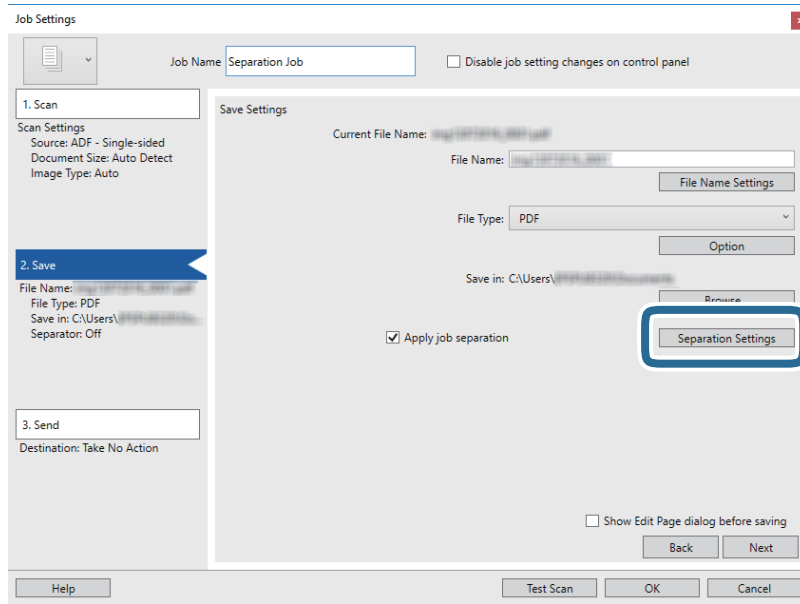 Job Settings
Job Name Separation Job
Disable job setting changes on control panel
1. Scan
Scan Settings
Source: ADF - Single-sided
Document Size: Auto Detect
Image Type: Auto
2. Save
File Name:
File Type: PDF
Save in: C:\Users\
Separator: Off
3. Send
Destination: Take No Action
Save Settings
Current File Name:
File Name:
File Name Settings
File Type: PDF
Option
Save in: C:\Users\
Browse
Apply job separation
Separation Settings
Show Edit Page dialog before saving
Back Next
Help Test Scan OK Cancel